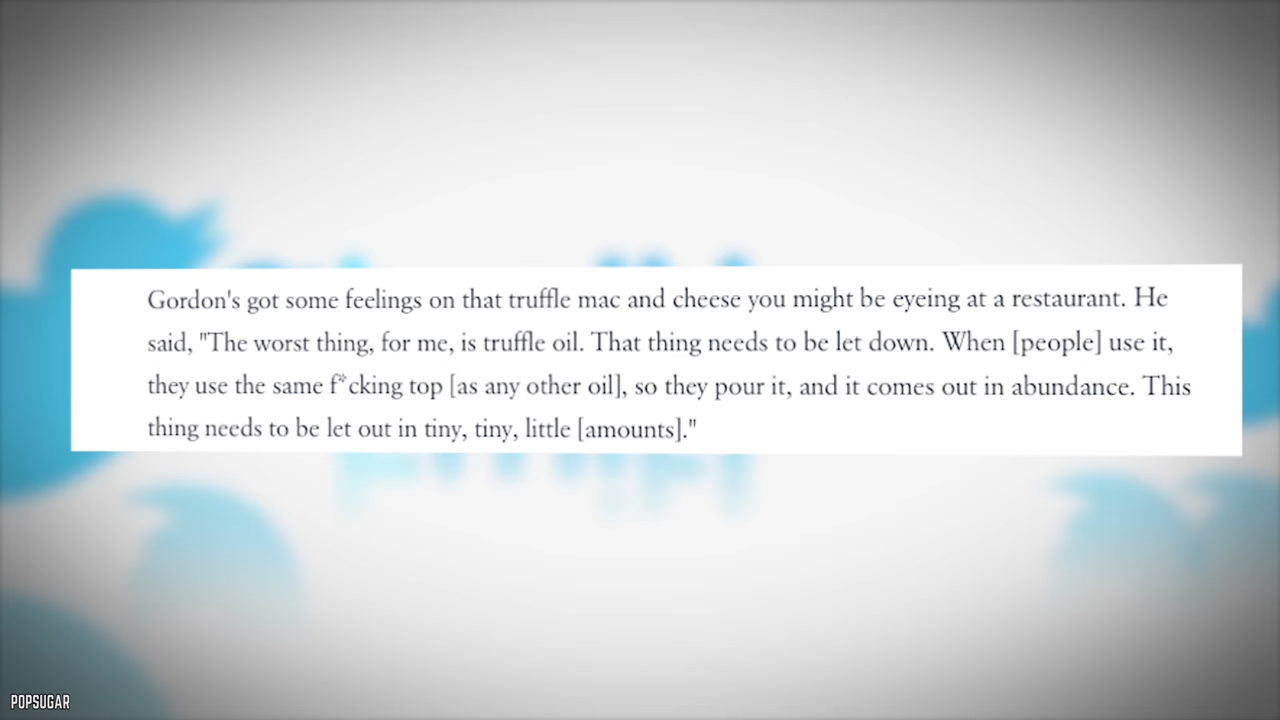 Gordon's got some feelings on that truffle mac and cheese you might be eyeing at a restaurant. He
said, "The worst thing, for me, is truffle oil. That thing needs to be let down. When [people] use it,
they use the same f*cking top [as any other oil], so they pour it, and it comes out in abundance. This
thing needs to be let out in tiny, tiny, little [amounts]."
POPSUGAR